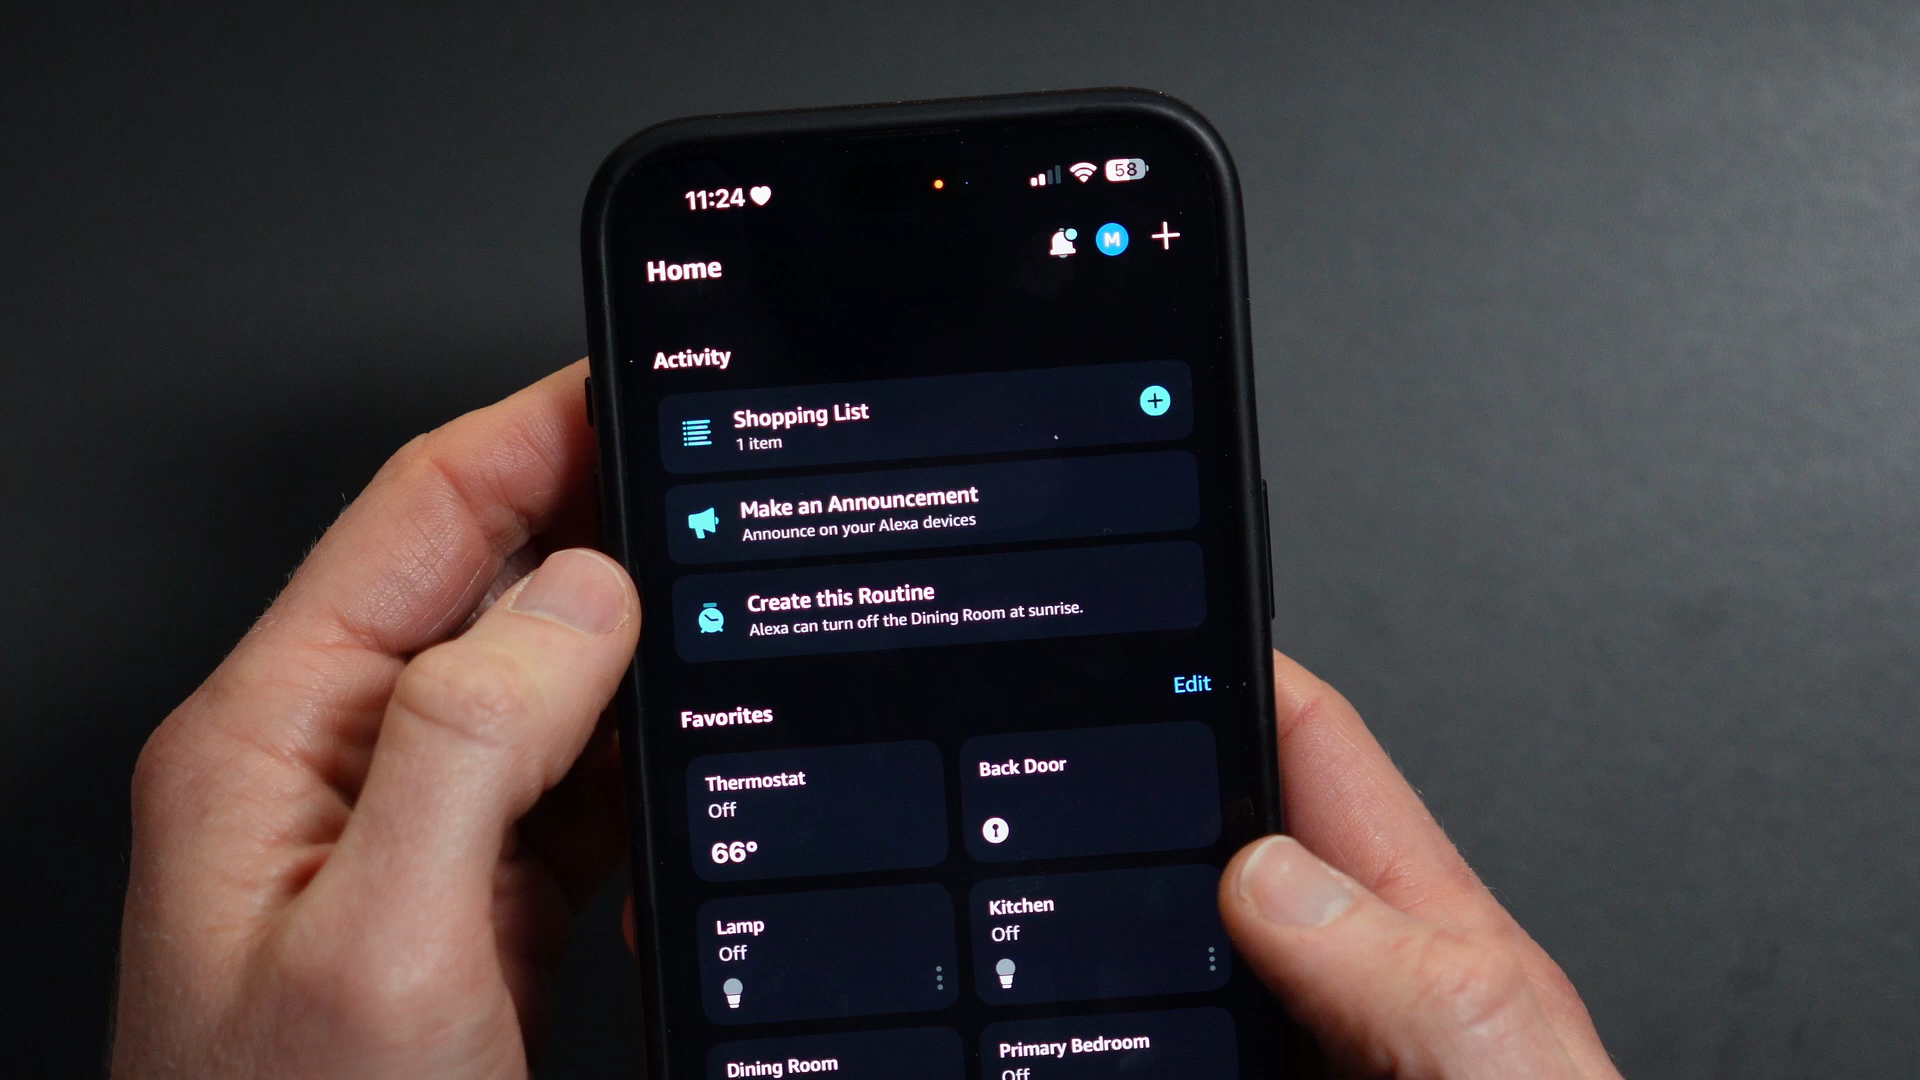 11:24
58
M
Home
Activity
Shopping List
1 item
Make an Announcement
Announce on your Alexa devices
Create this Routine
Alexa can turn off the Dining Room at sunrise.
Favorites
Edit
Thermostat
Off
66°
Back Door
Lamp
Off
Kitchen
Off
Dining Room
Primary Bedroom
Off